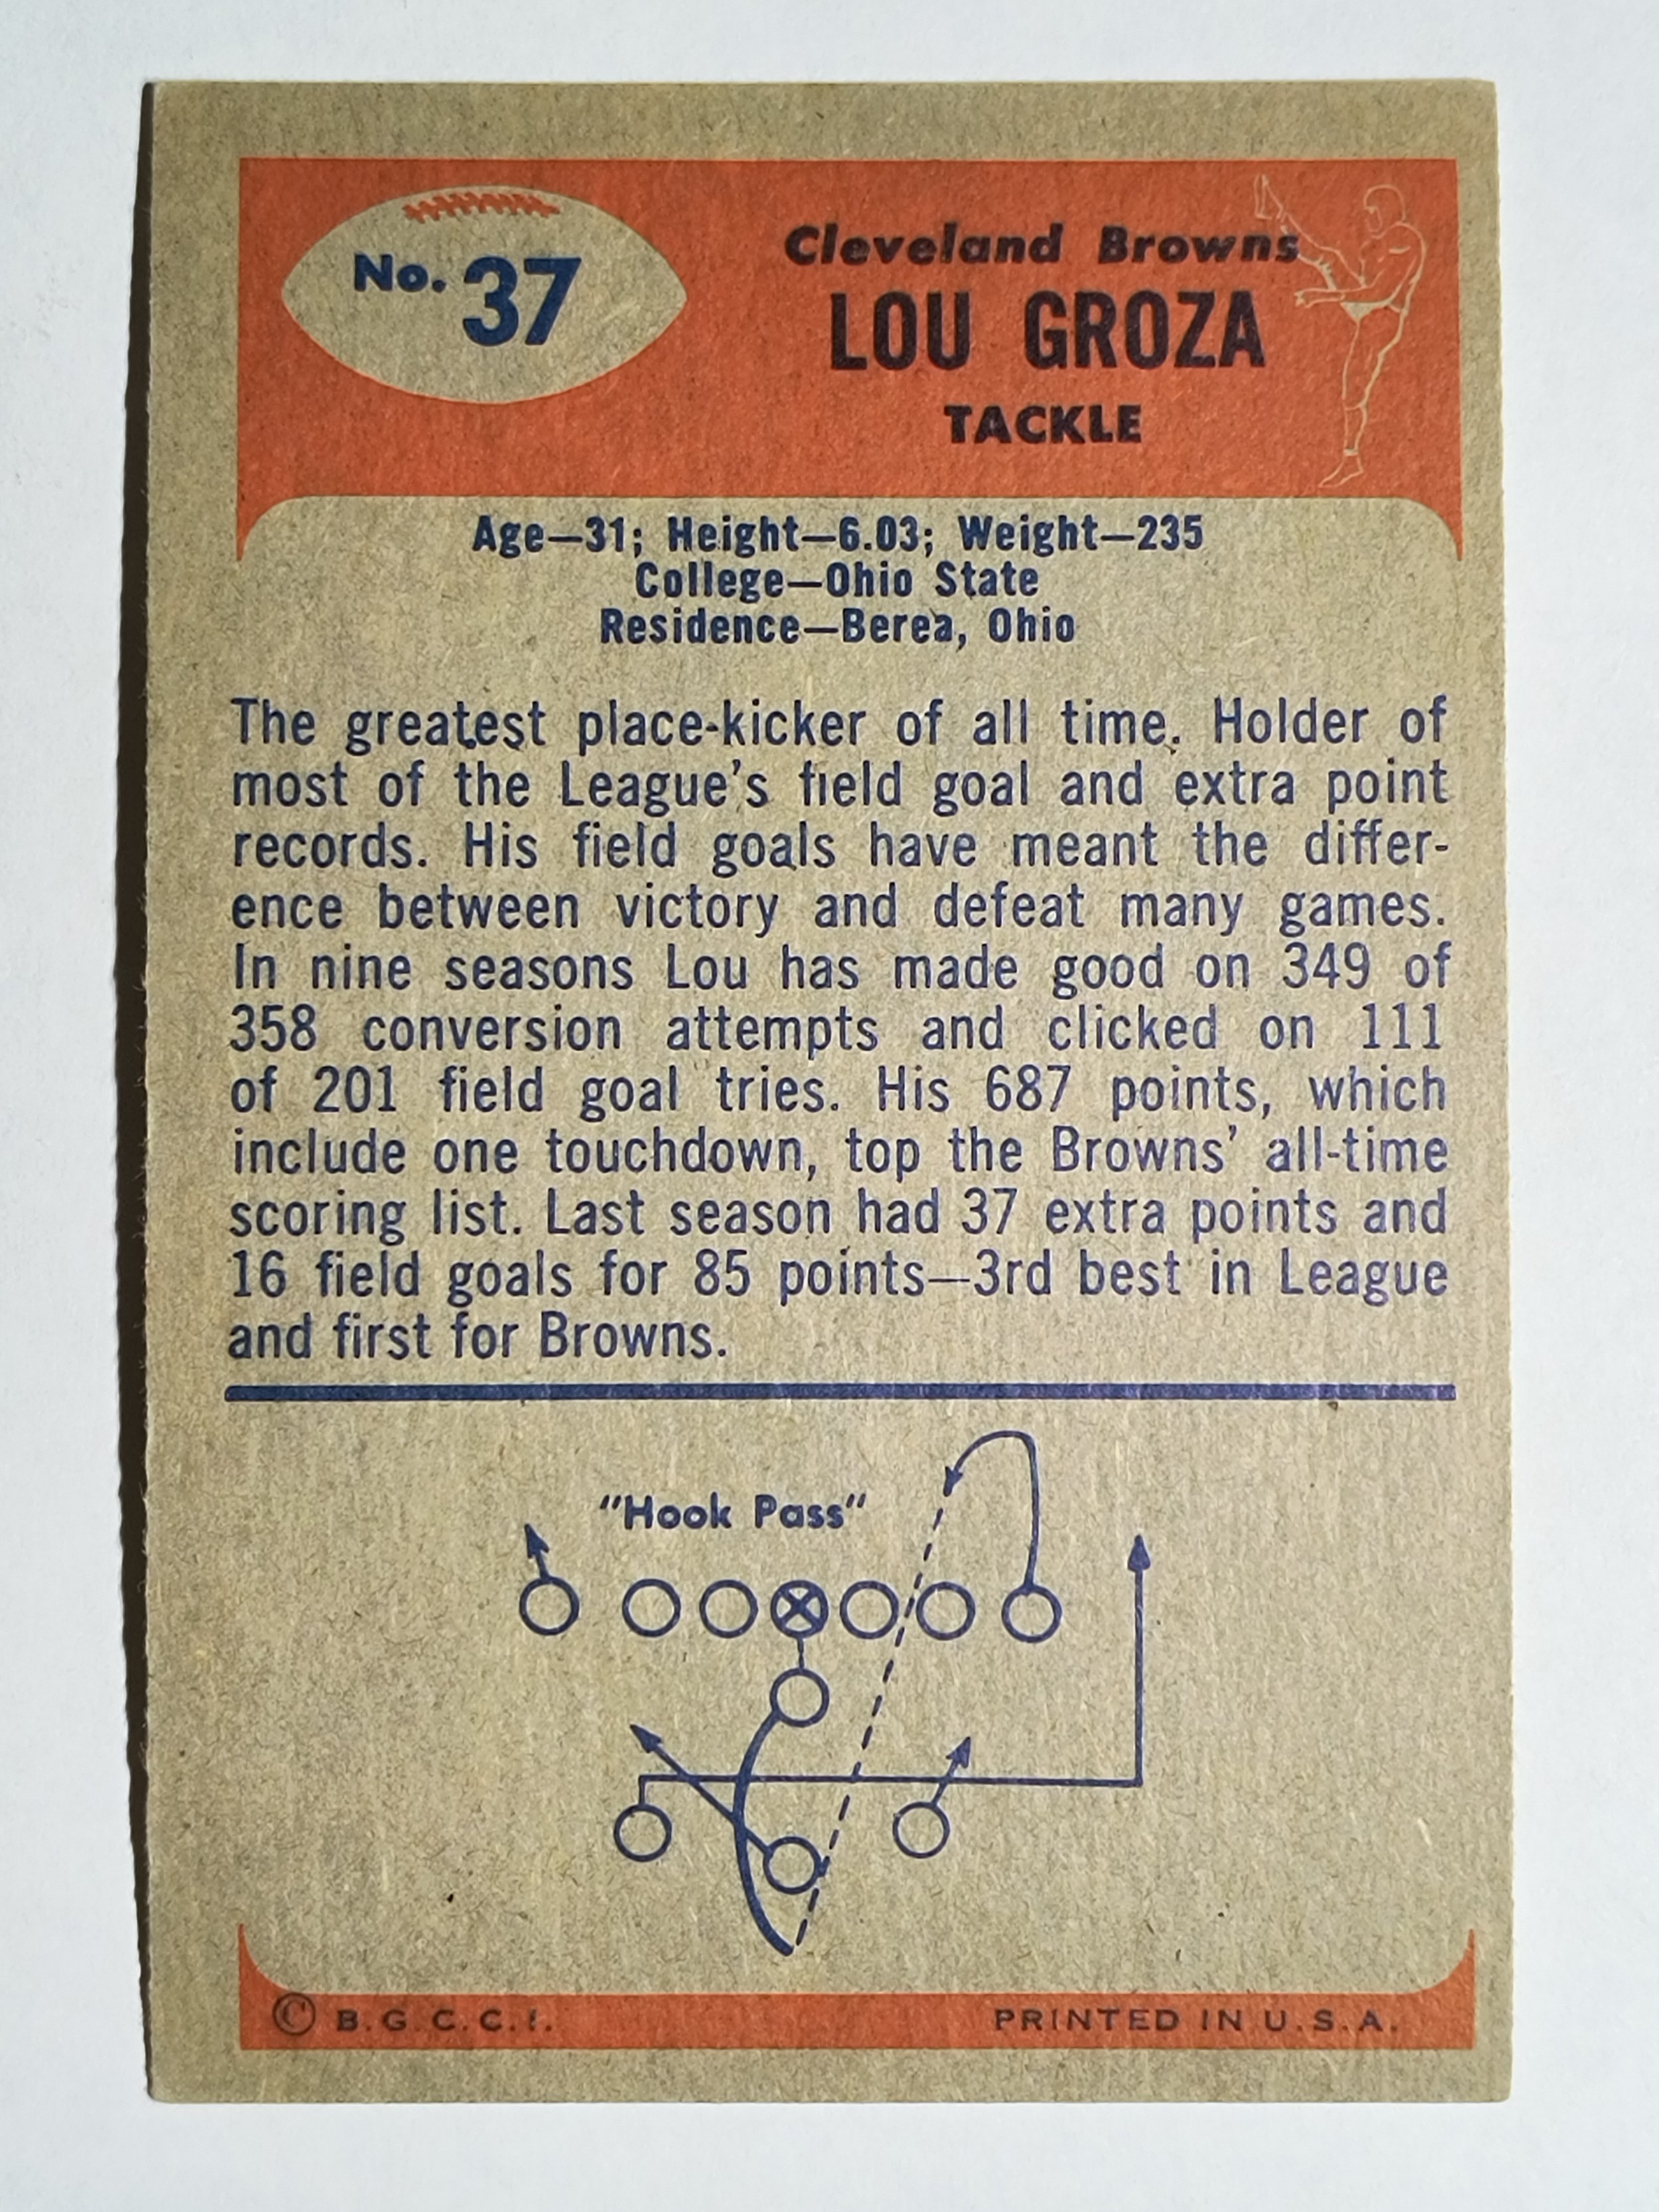 No. 37
Cleveland Browns
LOU GROZA
TACKLE
Age—31; Height—6.03; Weight—235
College—Ohio State
Residence—Berea, Ohio
The greatest place-kicker of all time. Holder of
most of the League's field goal and extra point
records. His field goals have meant the differ-
ence between victory and defeat many games.
In nine seasons Lou has made good on 349 of
358 conversion attempts and clicked on 111
of 201 field goal tries. His 687 points, which
include one touchdown, top the Browns' all-time
scoring list. Last season had 37 extra points and
16 field goals for 85 points—3rd best in League
and first for Browns.
"Hook Pass"
© B.G.C.C.I. PRINTED IN U.S.A.